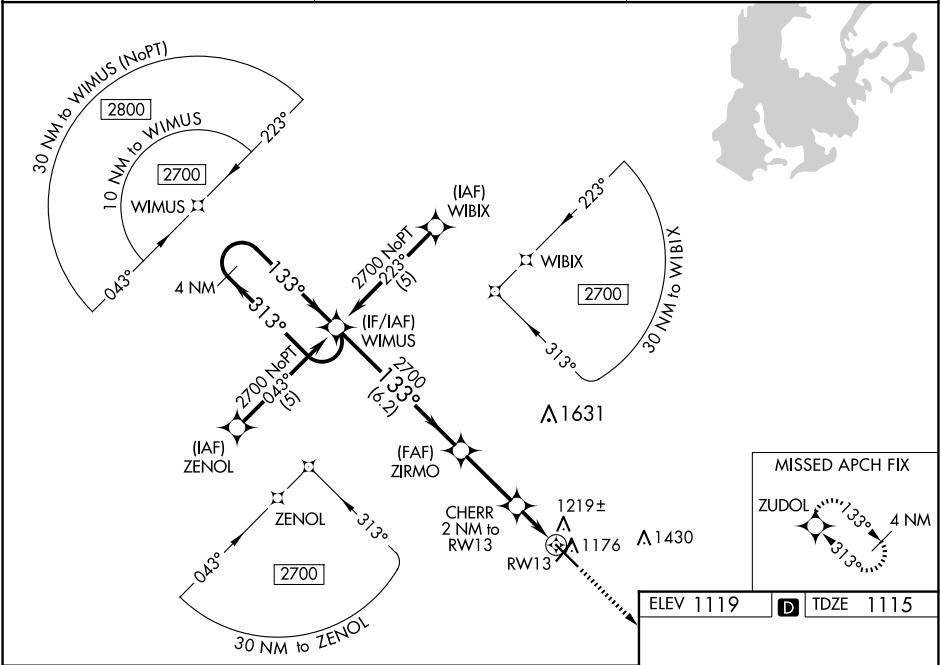 30 NM to WIMUS (NoPT)
2800
10 NM to WIMUS
2700
223°
WIMUS
043°
(IAF)
WIBIX
2700 NoPT
223°
(5)
223°
WIBIX
2700
30 NM to WIBIX
313°
4 NM
133°
313°
(IF/IAF)
WIMUS
2700 NoPT
043°
(5)
2700
133°
(6.2)
(IAF)
ZENOL
1631
(FAF)
ZIRMO
ZENOL
043°
313°
2700
30 NM to ZENOL
CHERR
2 NM to
RW13
1219±
1176
1430
RW13
MISSED APCH FIX
ZUDOL
133°
4 NM
313°
ELEV 1119
D
TDZE 1115